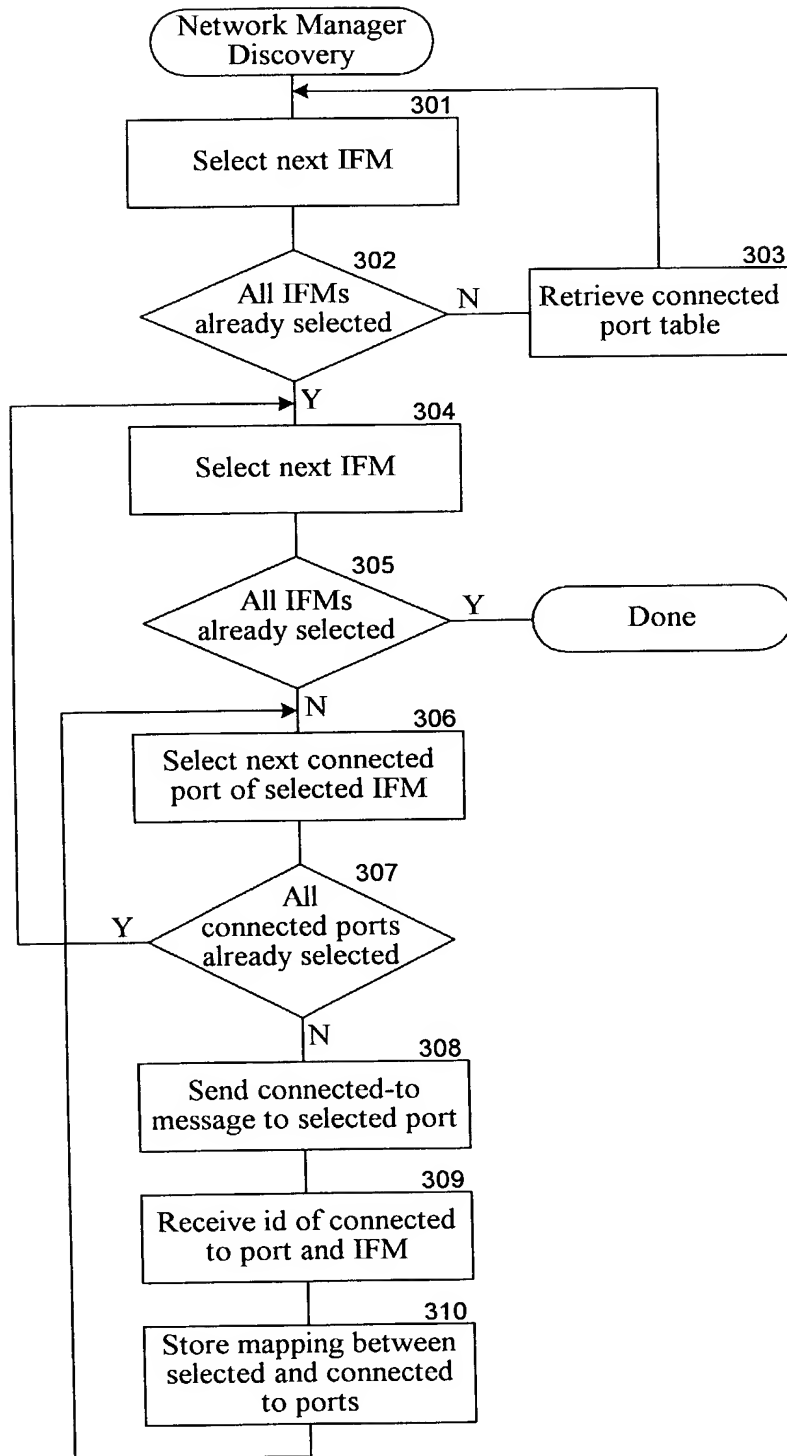 Network Manager
Discovery
301
Select next IFM
302
All IFMs
already selected
N
303
Retrieve connected
port table
Y
304
Select next IFM
305
All IFMs
already selected
Y
Done
N
306
Select next connected
port of selected IFM
307
All
connected ports
already selected
Y
N
308
Send connected-to
message to selected port
309
Receive id of connected
to port and IFM
310
Store mapping between
selected and connected
to ports